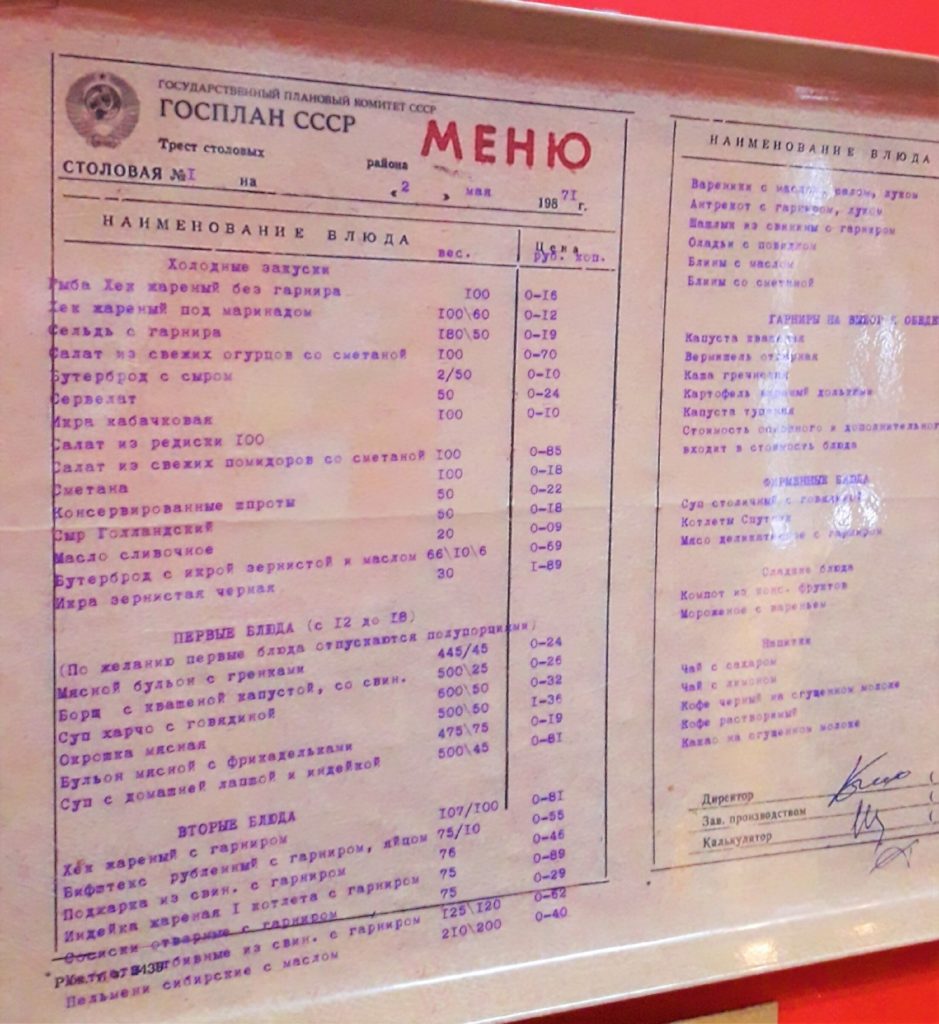 ГОСУДАРСТВЕННЫЙ ПЛАНОВЫЙ КОМИТЕТ СССР
ГОСПЛАН СССР
МЕНЮ
Трест столовых района
СТОЛОВАЯ №I на « 2 » мая 198 7I г.
НАИМЕНОВАНИЕ БЛЮДА вес. Цена руб. коп.
Холодные закуски
Рыба Хек жареный без гарнира I00 0-I6
Хек жареный под маринадом I00\60 0-I2
Сельдь с гарнира I80\50 0-I9
Салат из свежих огурцов со сметаной I00 0-70
Бутерброд с сыром 2/50 0-I0
Сервелат 50 0-24
Икра кабачковая I00 0-I0
Салат из редиски I00
Салат из свежих помидоров со сметаной I00 0-85
Сметана I00 0-I8
Консервированные шпроты 50 0-22
Сыр Голландский 50 0-I8
Масло сливочное 20 0-09
Бутерброд с икрой зернистой и маслом 66\I0\6 0-69
Икра зернистая черная 30 I-89
ПЕРВЫЕ БЛЮДА (с I2 до I8)
(По желанию первые блюда отпускаются полупорциями)
Мясной бульон с гренками 445/45 0-24
Борщ с квашеной капустой, со свин. 500\25 0-26
Суп харчо с говядиной 600\50 0-32
Окрошка мясная 500\50 I-36
Бульон мясной с фрикадельками 475\75 0-I9
Суп с домашней лапшой и индейкой 500\45 0-8I
ВТОРЫЕ БЛЮДА
Хек жареный с гарниром I07/I00 0-8I
Бифштекс рубленный с гарниром, яйцом 75/I0 0-55
Поджарка из свин. с гарниром 76 0-46
Индейка жареная I котлета с гарниром 75 0-89
Сосиски отварные с гарниром 75 0-29
отбивные из свин. с гарниром I25\I20 0-62
Пельмени сибирские с маслом 2I0\200 0-40
НАИМЕНОВАНИЕ БЛЮДА
Вареники с маслом, салом, луком
Антрекот с гарниром, луком
Шашлык из свинины с гарниром
Оладьи с повидлом
Блины с маслом
Блины со сметаной
ГАРНИРЫ НА ВЫБОР К ОБЕДЕ
Капуста квашеная
Вермишель отварная
Каша гречневая
Картофель жареный дольками
Капуста тушеная
Стоимость основного и дополнительног
входит в стоимость блюда
ФИРМЕННЫЕ БЛЮДА
Суп столичный с говядиной
Котлеты Спутник
Мясо деликатесное с гарниром
Сладкие блюда
Компот из конс. фруктов
Мороженое с вареньем
Напитки
Чай с сахаром
Чай с лимоном
Кофе черный на сгущенном молоке
Кофе растворимый
Какао на сгущенном молоке
Директор
Зав. производством
Калькулятор